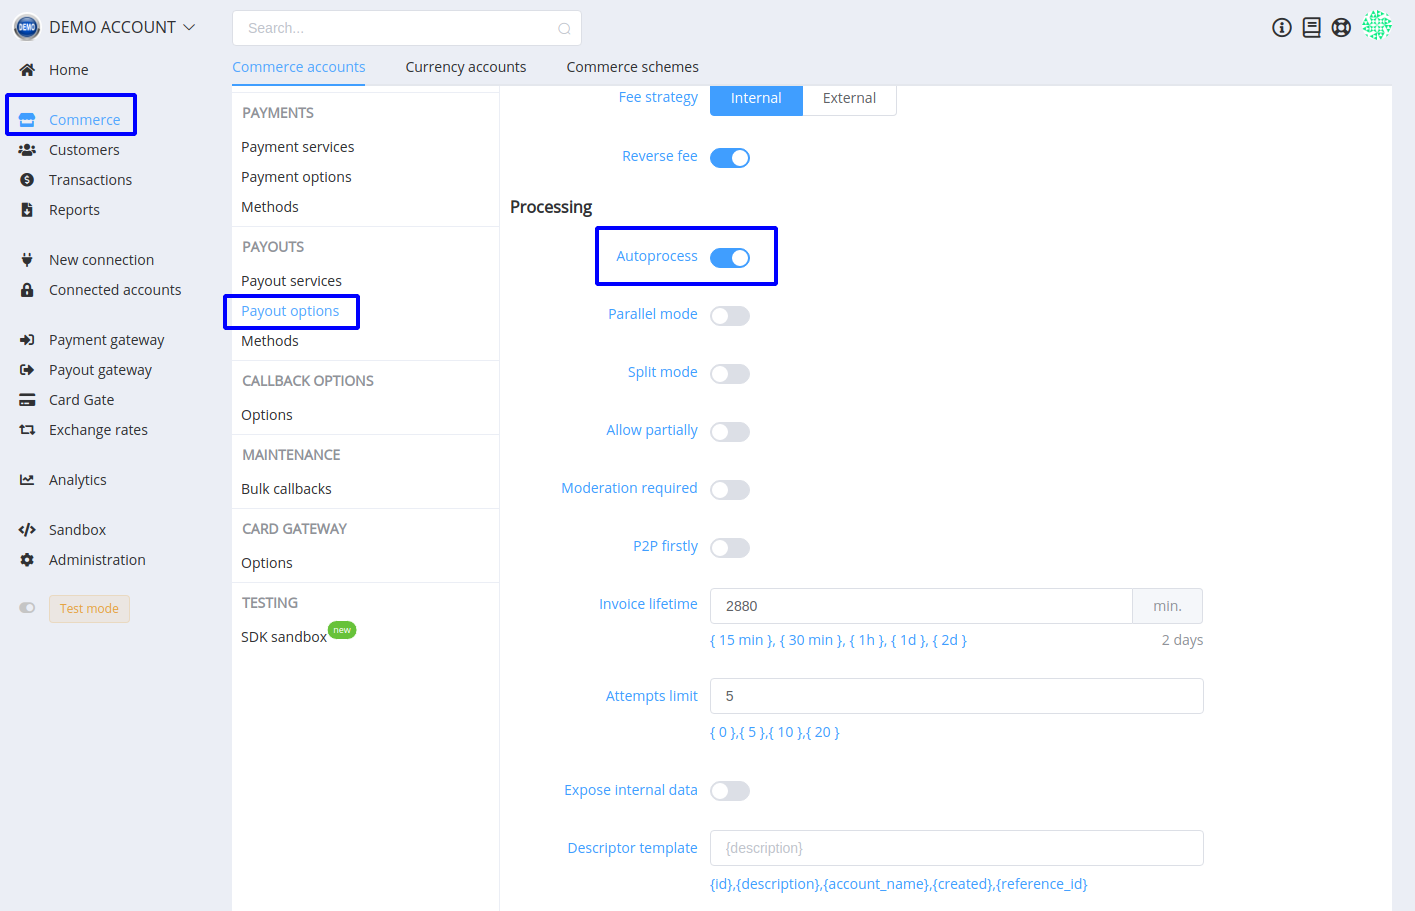 DEMO
DEMO ACCOUNT
Search...
Home
Commerce
Customers
Transactions
Reports
New connection
Connected accounts
Payment gateway
Payout gateway
Card Gate
Exchange rates
Analytics
Sandbox
Administration
Test mode
Commerce accounts
Currency accounts
Commerce schemes
PAYMENTS
Payment services
Payment options
Methods
PAYOUTS
Payout services
Payout options
Methods
CALLBACK OPTIONS
Options
MAINTENANCE
Bulk callbacks
CARD GATEWAY
Options
TESTING
SDK sandbox new
Fee strategy Internal External
Reverse fee
Processing
Autoprocess
Parallel mode
Split mode
Allow partially
Moderation required
P2P firstly
Invoice lifetime 2880 min.
{ 15 min }, { 30 min }, { 1h }, { 1d }, { 2d } 2 days
Attempts limit 5
{ 0 },{ 5 },{ 10 },{ 20 }
Expose internal data
Descriptor template {description}
{id},{description},{account_name},{created},{reference_id}